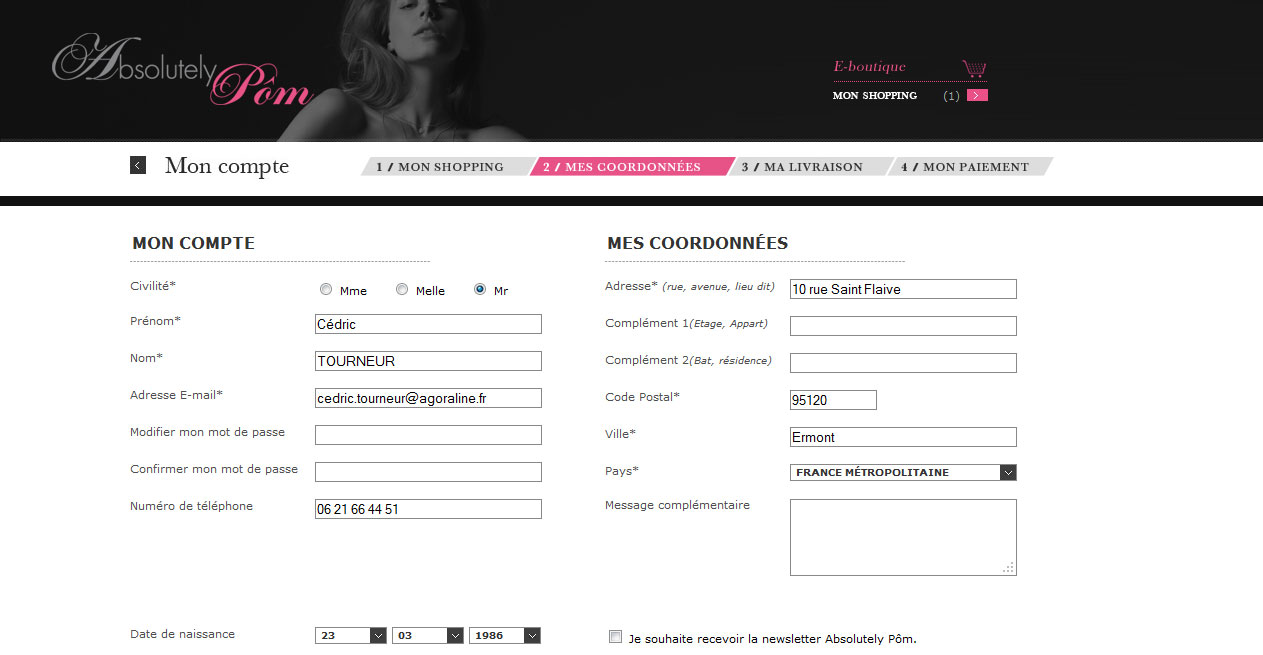 Absolutely Pôm
E-boutique
MON SHOPPING (1)
Mon compte
1 / MON SHOPPING
2 / MES COORDONNÉES
3 / MA LIVRAISON
4 / MON PAIEMENT
MON COMPTE
Civilité* Mme Melle Mr
Prénom* Cédric
Nom* TOURNEUR
Adresse E-mail* cedric.tourneur@agoraline.fr
Modifier mon mot de passe
Confirmer mon mot de passe
Numéro de téléphone 06 21 66 44 51
Date de naissance 23 03 1986
MES COORDONNÉES
Adresse* (rue, avenue, lieu dit) 10 rue Saint Flaive
Complément 1(Etage, Appart)
Complément 2(Bat, résidence)
Code Postal* 95120
Ville* Ermont
Pays* FRANCE MÉTROPOLITAINE
Message complémentaire
Je souhaite recevoir la newsletter Absolutely Pôm.